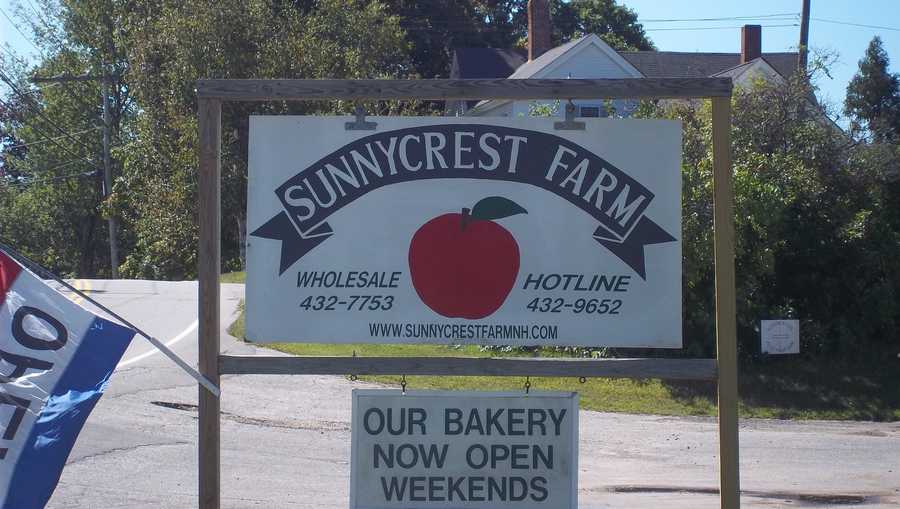 SUNNYCREST FARM
WHOLESALE
432-7753
HOTLINE
432-9652
WWW.SUNNYCRESTFARMNH.COM
OUR BAKERY
NOW OPEN
WEEKENDS